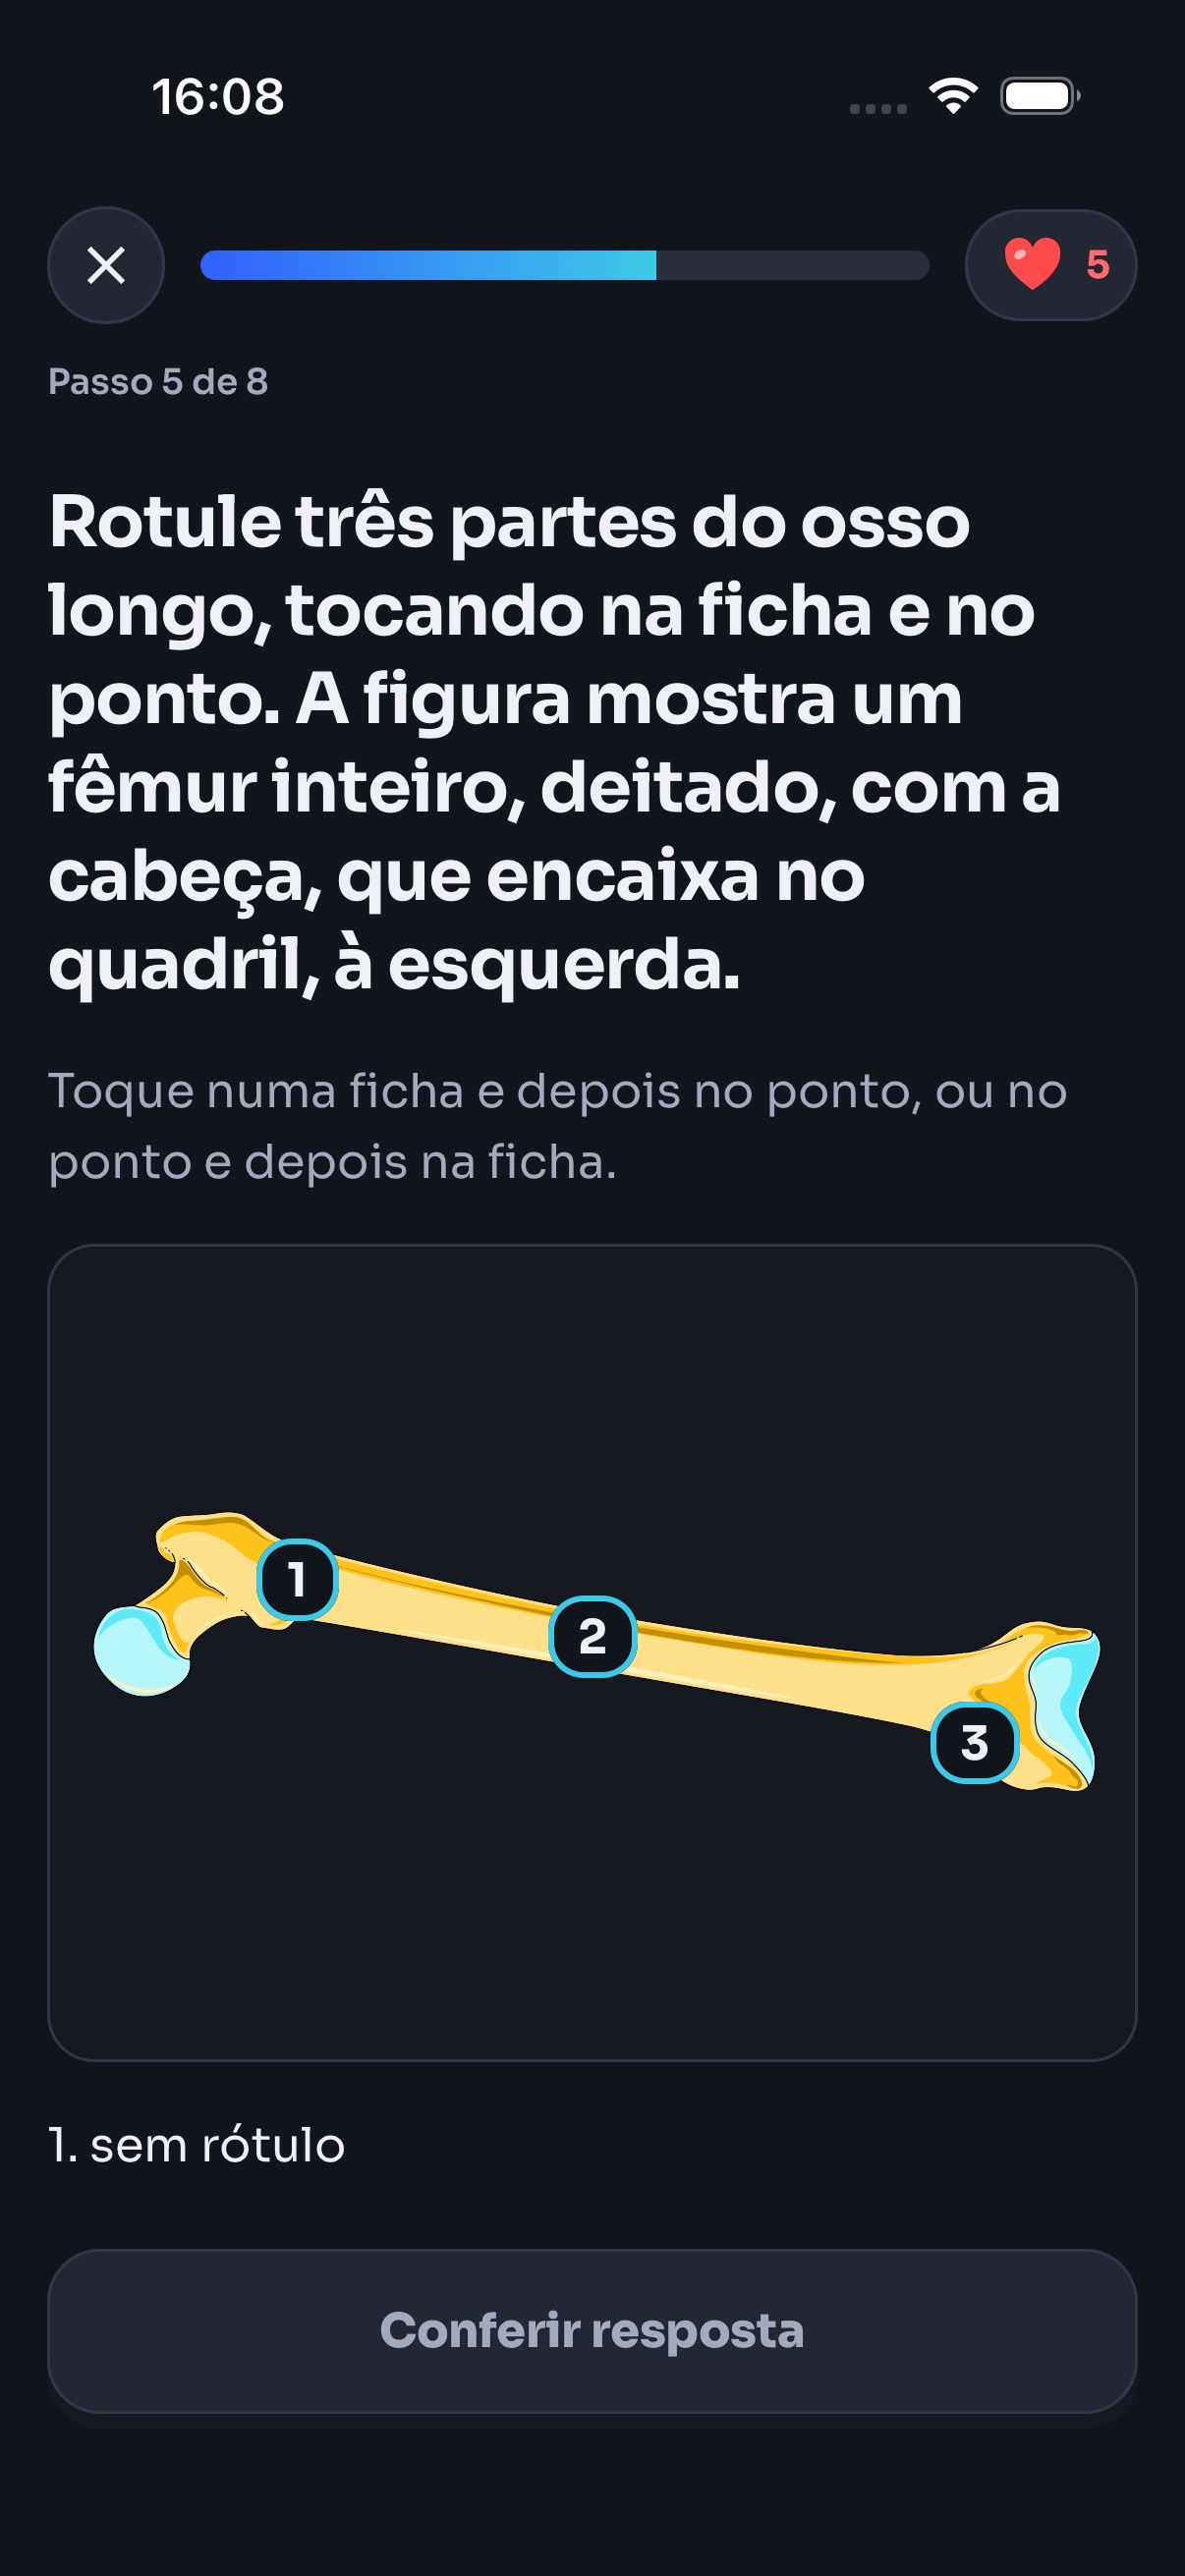 16:08
5
Passo 5 de 8
Rotule três partes do osso
longo, tocando na ficha e no
ponto. A figura mostra um
fêmur inteiro, deitado, com a
cabeça, que encaixa no
quadril, à esquerda.
Toque numa ficha e depois no ponto, ou no
ponto e depois na ficha.
1
2
3
1. sem rótulo
Conferir resposta